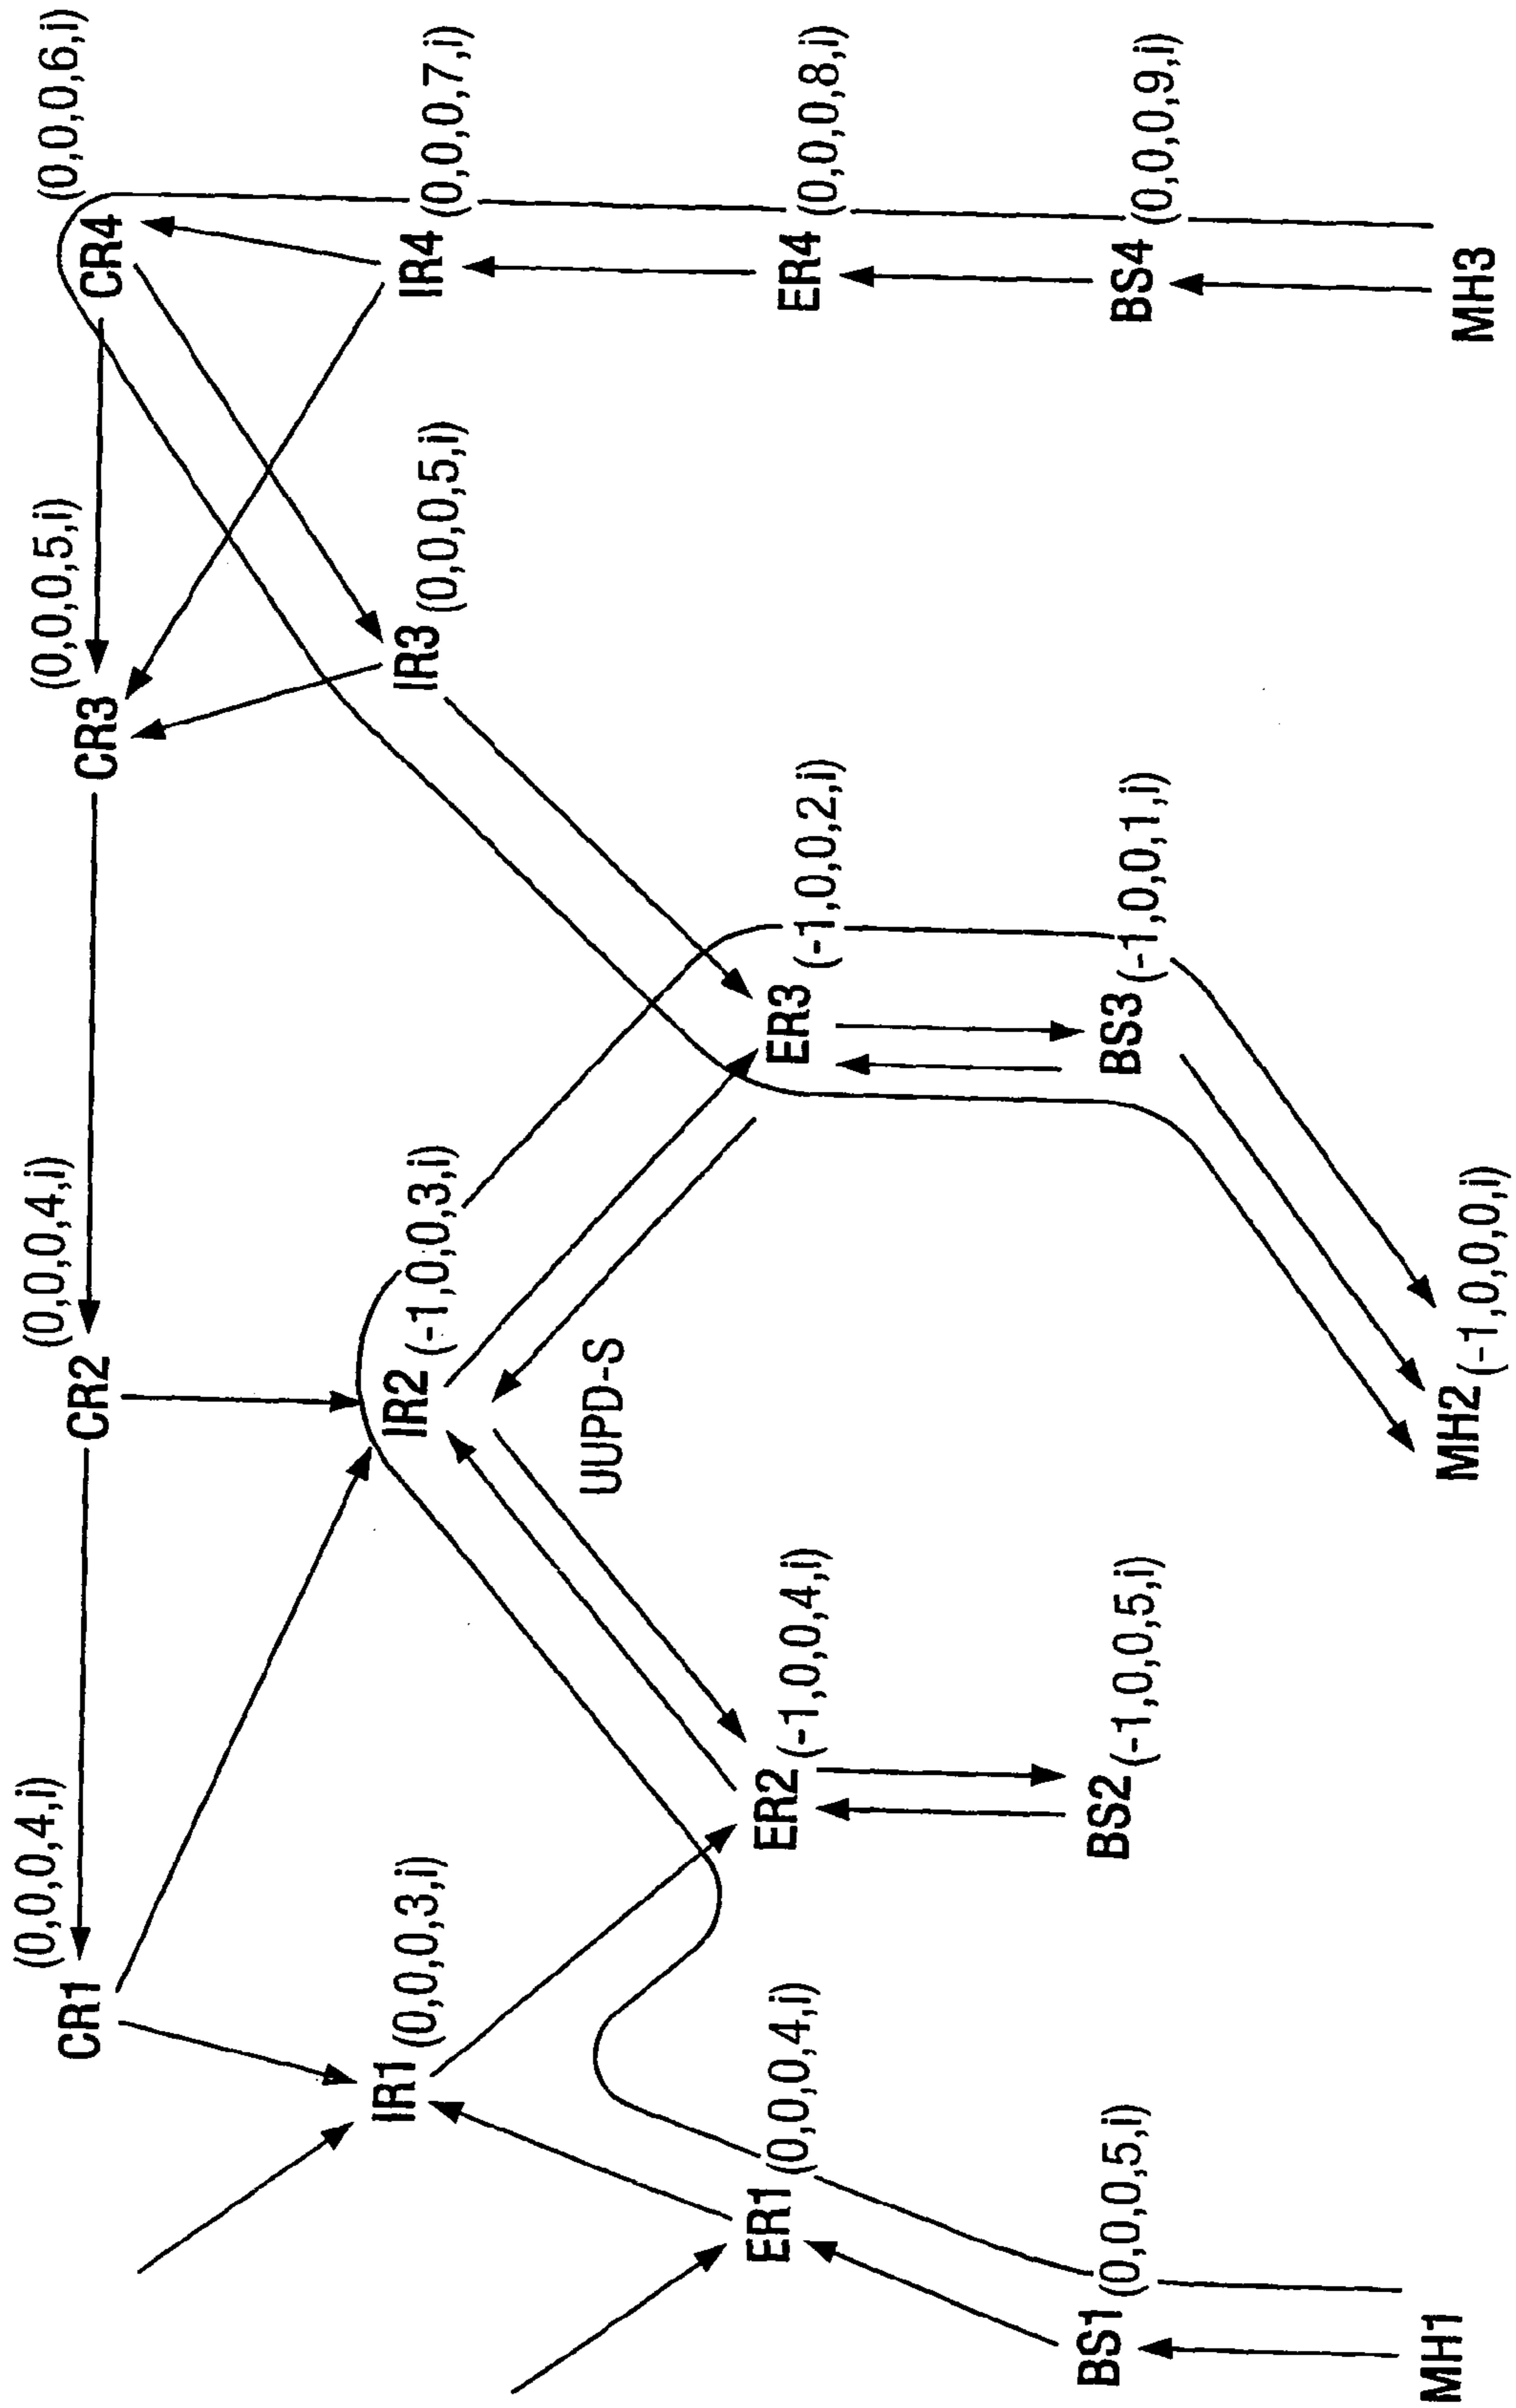 CR1 (0,0,0,4,i)
CR2 (0,0,0,4,i)
CR3 (0,0,0,5,i)
CR4 (0,0,0,6,i)
IR1 (0,0,0,3,i)
IR2 (-1,0,0,3,i)
IR3 (0,0,0,5,i)
IR4 (0,0,0,7,i)
UUPD-S
ER1 (0,0,0,4,i)
ER2 (-1,0,0,4,i)
ER3 (-1,0,0,2,i)
ER4 (0,0,0,8,i)
BS1 (0,0,0,5,i)
BS2 (-1,0,0,5,i)
BS3 (-1,0,0,1,i)
BS4 (0,0,0,9,i)
MH1
MH2 (-1,0,0,0,i)
MH3